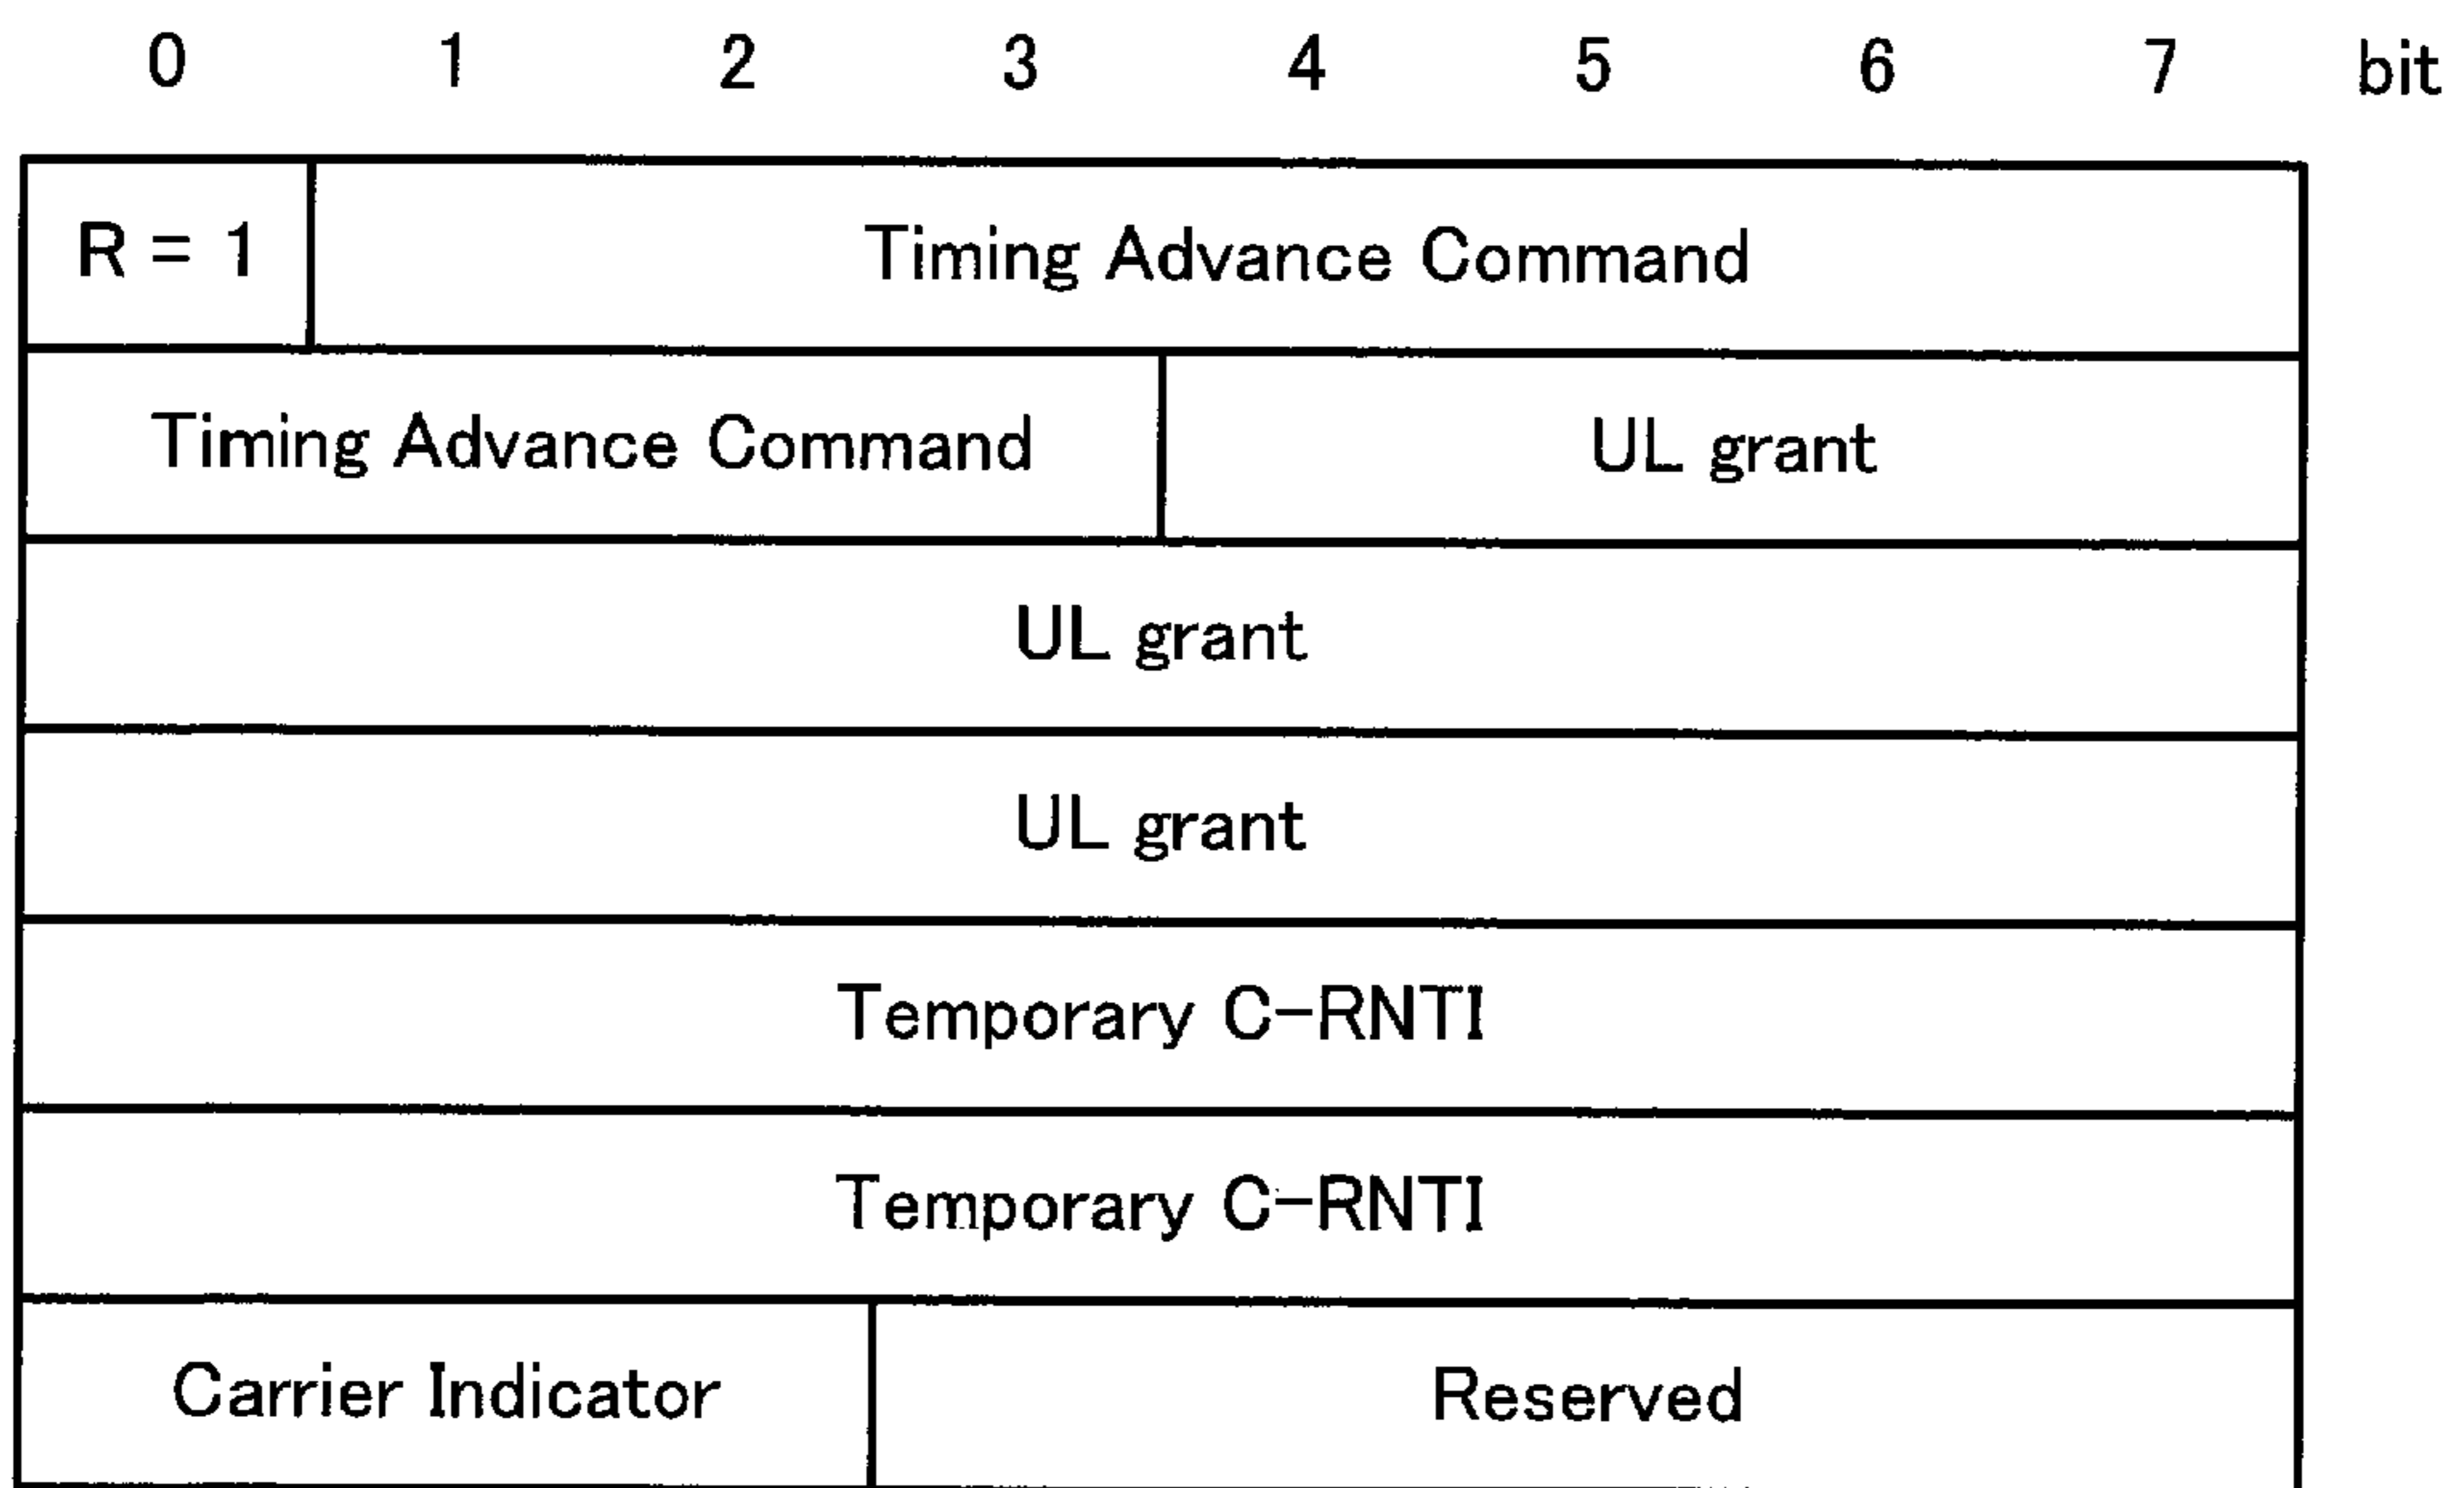 0 1 2 3 4 5 6 7 bit
R = 1 Timing Advance Command
Timing Advance Command UL grant
UL grant
UL grant
Temporary C-RNTI
Temporary C-RNTI
Carrier Indicator Reserved